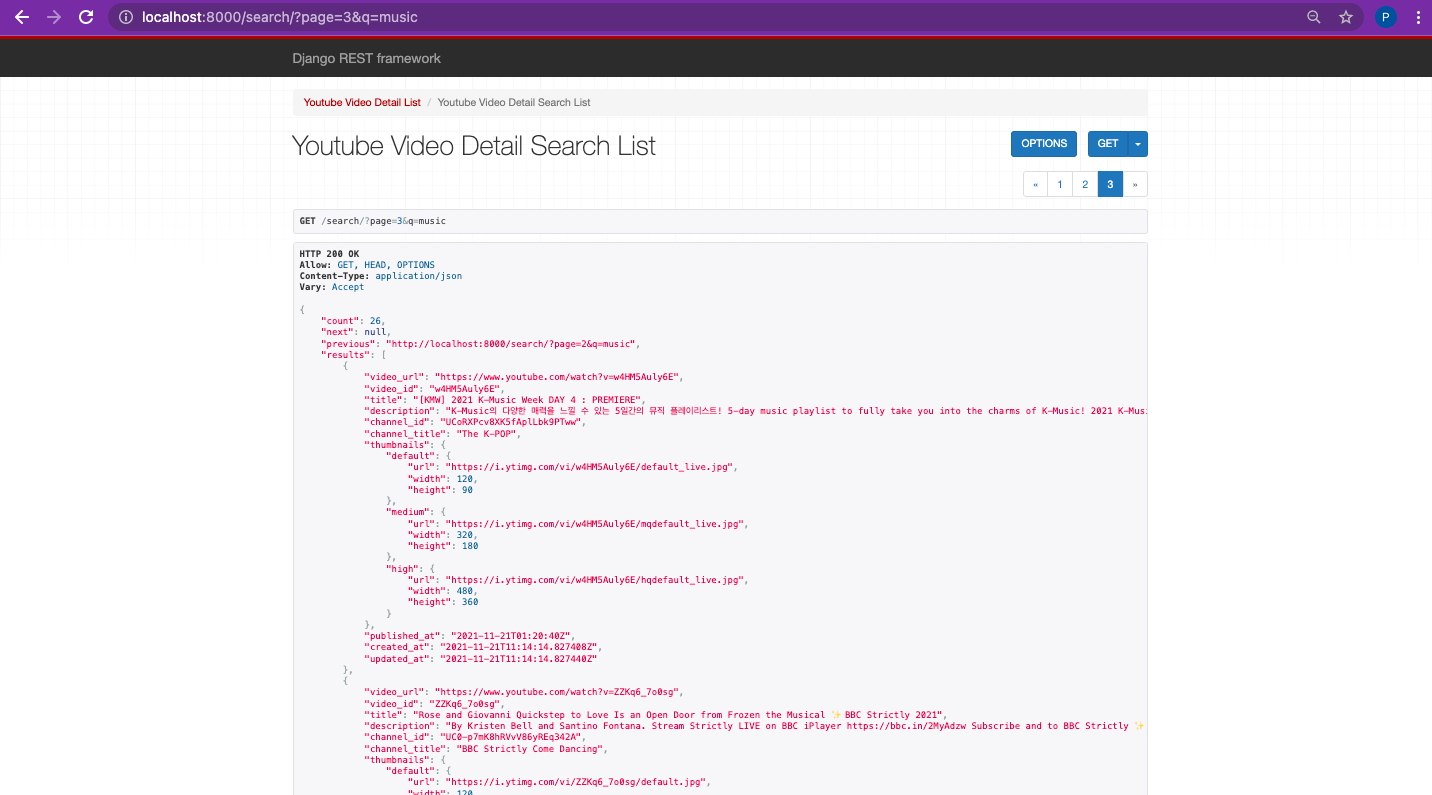 localhost:8000/search/?page=3&q=music
P
Django REST framework
Youtube Video Detail List / Youtube Video Detail Search List
Youtube Video Detail Search List
OPTIONS GET
« 1 2 3 »
GET /search/?page=3&q=music
HTTP 200 OK
Allow: GET, HEAD, OPTIONS
Content-Type: application/json
Vary: Accept
{
"count": 26,
"next": null,
"previous": "http://localhost:8000/search/?page=2&q=music",
"results": [
{
"video_url": "https://www.youtube.com/watch?v=w4HM5Auly6E",
"video_id": "w4HM5Auly6E",
"title": "[KMW] 2021 K-Music Week DAY 4 : PREMIERE",
"description": "K-Music의 다양한 매력을 느낄 수 있는 5일간의 뮤직 플레이리스트! 5-day music playlist to fully take you into the charms of K-Music! 2021 K-Musi
"channel_id": "UCoRXPcv8XK5fAplLbk9PTww",
"channel_title": "The K-POP",
"thumbnails": {
"default": {
"url": "https://i.ytimg.com/vi/w4HM5Auly6E/default_live.jpg",
"width": 120,
"height": 90
},
"medium": {
"url": "https://i.ytimg.com/vi/w4HM5Auly6E/mqdefault_live.jpg",
"width": 320,
"height": 180
},
"high": {
"url": "https://i.ytimg.com/vi/w4HM5Auly6E/hqdefault_live.jpg",
"width": 480,
"height": 360
}
},
"published_at": "2021-11-21T01:20:40Z",
"created_at": "2021-11-21T11:14:14.827408Z",
"updated_at": "2021-11-21T11:14:14.827440Z"
},
{
"video_url": "https://www.youtube.com/watch?v=ZZKq6_7o0sg",
"video_id": "ZZKq6_7o0sg",
"title": "Rose and Giovanni Quickstep to Love Is an Open Door from Frozen the Musical ✨ BBC Strictly 2021",
"description": "By Kristen Bell and Santino Fontana. Stream Strictly LIVE on BBC iPlayer https://bbc.in/2MyAdzw Subscribe and to BBC Strictly ✨
"channel_id": "UC0-p7mK8hRVvV86yREq342A",
"channel_title": "BBC Strictly Come Dancing",
"thumbnails": {
"default": {
"url": "https://i.ytimg.com/vi/ZZKq6_7o0sg/default.jpg",
"width": 120